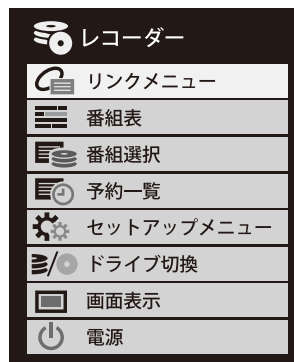 レコーダー
リンクメニュー
番組表
番組選択
予約一覧
セットアップメニュー
ドライブ切換
画面表示
電源